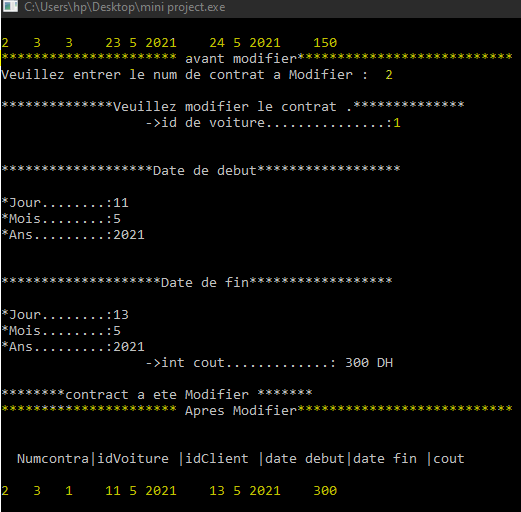 C:\Users\hp\Desktop\mini project.exe
2   3   3    23 5 2021    24 5 2021    150
********************** avant modifier***************************
Veuillez entrer le num de contrat a Modifier :  2
**************Veuillez modifier le contrat .**************
->id de voiture...............:1
*******************Date de debut******************
*Jour........:11
*Mois........:5
*Ans.........:2021
********************Date de fin******************
*Jour........:13
*Mois........:5
*Ans.........:2021
->int cout.............: 300 DH
********contract a ete Modifier *******
********************** Apres Modifier***************************
Numcontra|idVoiture |idClient |date debut|date fin |cout
2   3   1    11 5 2021    13 5 2021    300